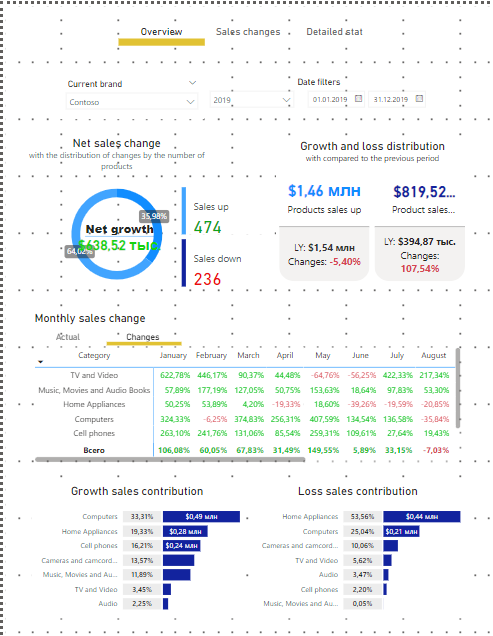 Overview Sales changes Detailed stat
Current brand Date filters
Contoso 2019 01.01.2019 31.12.2019
Net sales change
with the distribution of changes by the number of
products
35,98%
Net growth
$638,52 тыс.
64,02%
Sales up
474
Sales down
236
Growth and loss distribution
with compared to the previous period
$1,46 млн $819,52...
Products sales up Product sales...
LY: $1,54 млн
Changes: -5,40%
LY: $394,87 тыс.
Changes:
107,54%
Monthly sales change
Actual Changes
Category January February March April May June July August
TV and Video 622,78% 446,17% 90,37% 44,48% -64,76% -56,25% 422,33% 217,34%
Music, Movies and Audio Books 57,89% 177,19% 127,05% 50,75% 153,63% 18,64% 97,83% 53,30%
Home Appliances 50,25% 53,89% 4,20% -19,33% 18,60% -39,26% -19,59% -20,85%
Computers 324,33% -6,25% 374,83% 256,31% 407,59% 134,54% 136,58% -35,84%
Cell phones 263,10% 241,76% 131,06% 85,54% 259,31% 109,61% 27,64% 19,43%
Всего 106,08% 60,05% 67,83% 31,49% 149,55% 5,89% 33,15% -7,03%
Growth sales contribution
Computers 33,31% $0,49 млн
Home Appliances 19,33% $0,28 млн
Cell phones 16,21% $0,24 млн
Cameras and camcord... 13,57%
Music, Movies and Au... 11,89%
TV and Video 3,45%
Audio 2,25%
Loss sales contribution
Home Appliances 53,56% $0,44 млн
Computers 25,04% $0,21 млн
Cameras and camcord... 10,06%
TV and Video 5,62%
Audio 3,47%
Cell phones 2,20%
Music, Movies and Au... 0,05%